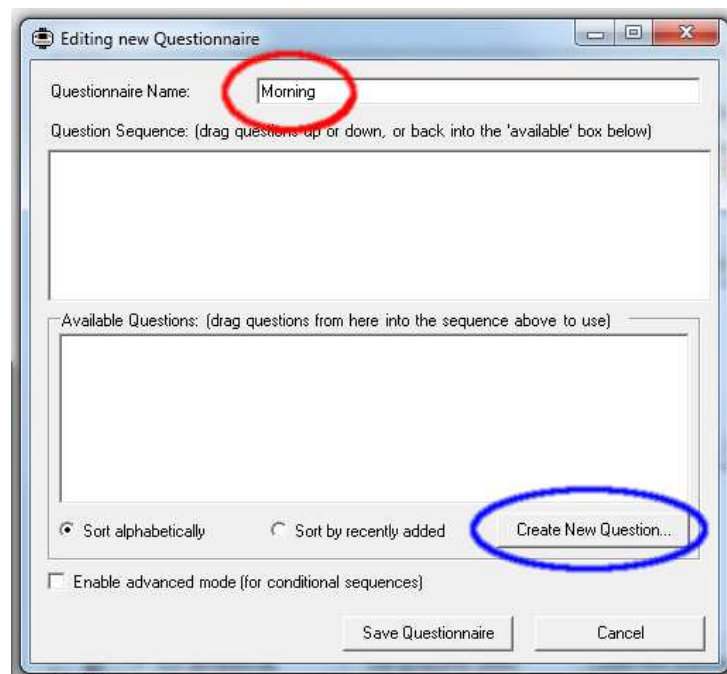 Editing new Questionnaire
Questionnaire Name: Morning
Question Sequence: (drag questions up or down, or back into the 'available' box below)
Available Questions: (drag questions from here into the sequence above to use)
Sort alphabetically Sort by recently added Create New Question...
Enable advanced mode (for conditional sequences)
Save Questionnaire Cancel